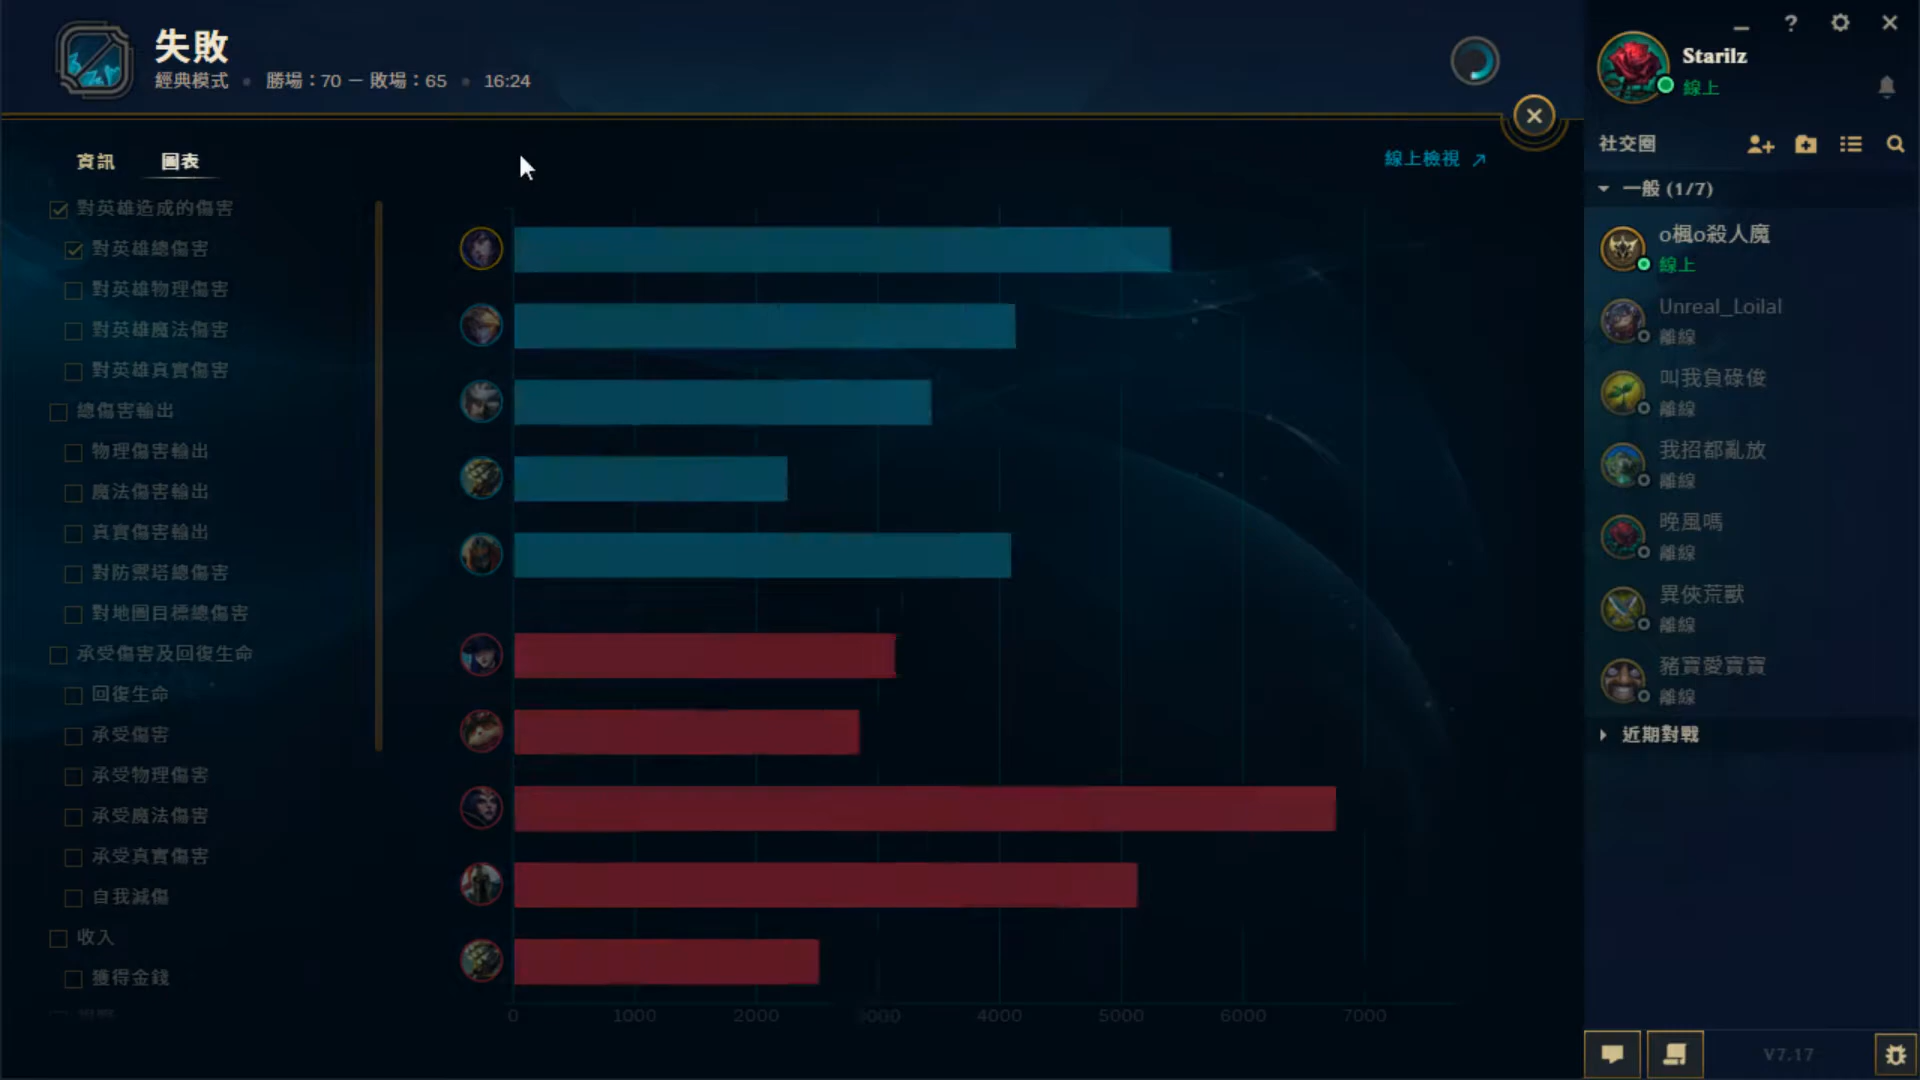 失敗
經典模式 • 勝場：70 － 敗場：65 • 16:24
資訊 圖表
線上檢視
對英雄造成的傷害
對英雄總傷害
對英雄物理傷害
對英雄魔法傷害
對英雄真實傷害
總傷害輸出
物理傷害輸出
魔法傷害輸出
真實傷害輸出
對防禦塔總傷害
對地圖目標總傷害
承受傷害及回復生命
回復生命
承受傷害
承受物理傷害
承受魔法傷害
承受真實傷害
自我減傷
收入
獲得金錢
0 1000 2000 3000 4000 5000 6000 7000
Starilz
線上
社交圈
一般 (1/7)
o楓o殺人魔
線上
Unreal_Loilal
離線
叫我負碌俊
離線
我招都亂放
離線
晚風嗎
離線
異俠荒獸
離線
豬寶愛寶寶
離線
近期對戰
V7.17